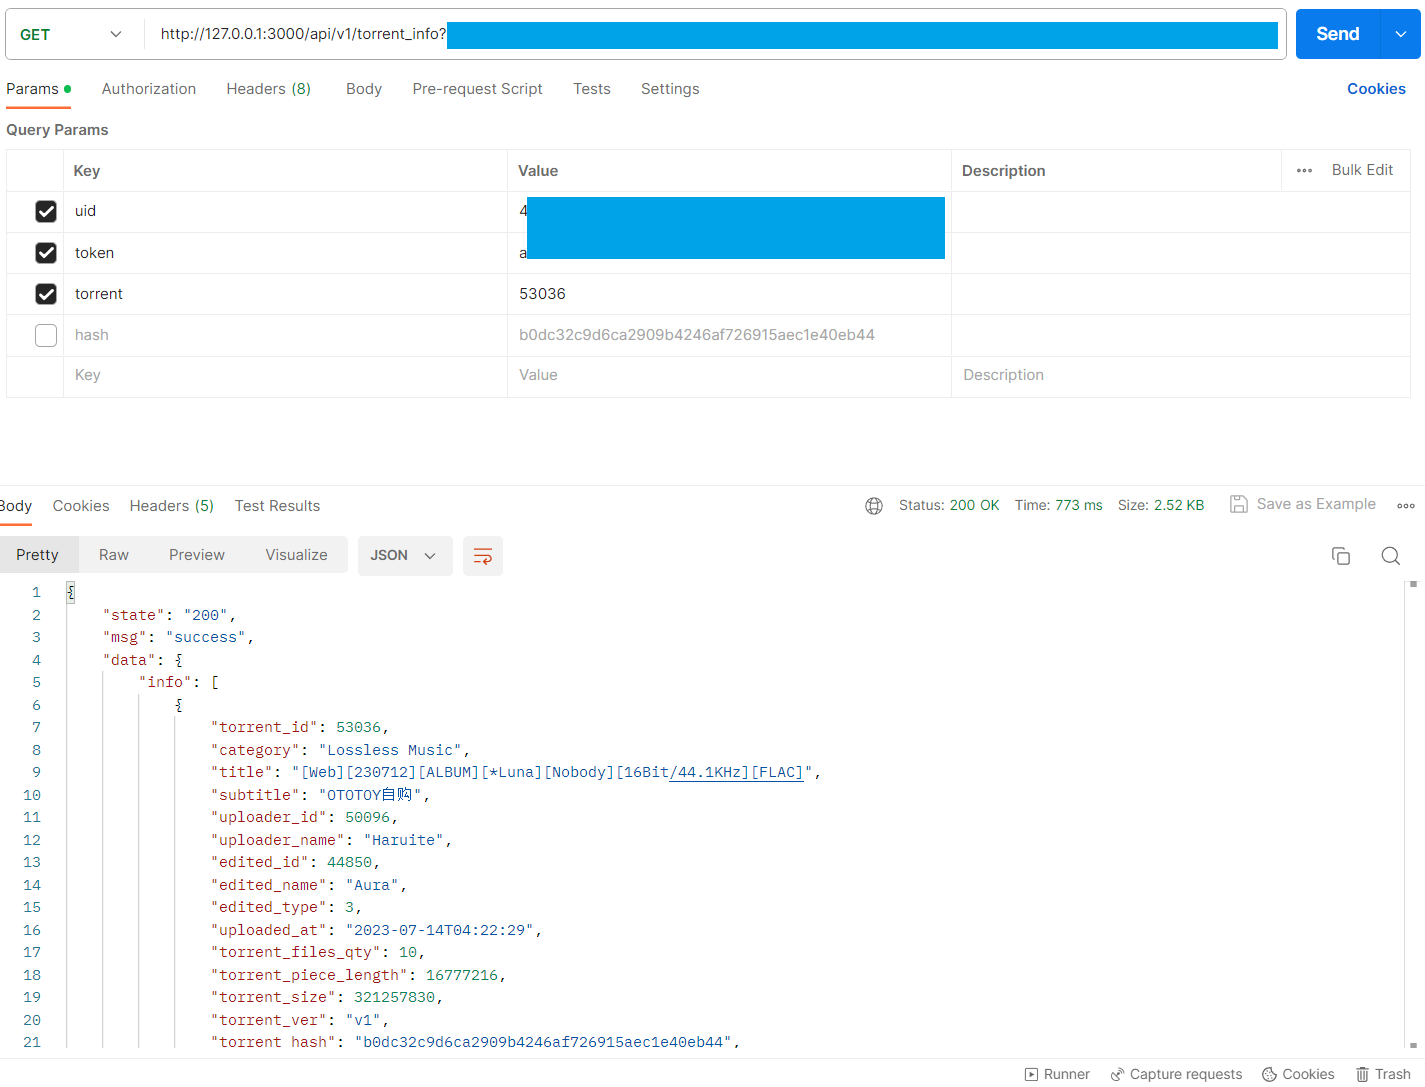 GET http://127.0.0.1:3000/api/v1/torrent_info? Send
Params Authorization Headers (8) Body Pre-request Script Tests Settings Cookies
Query Params
Key Value Description Bulk Edit
uid 4
token a
torrent 53036
hash b0dc32c9d6ca2909b4246af726915aec1e40eb44
Key Value Description
Body Cookies Headers (5) Test Results Status: 200 OK Time: 773 ms Size: 2.52 KB Save as Example
Pretty Raw Preview Visualize JSON
1 {
2 "state": "200",
3 "msg": "success",
4 "data": {
5 "info": [
6 {
7 "torrent_id": 53036,
8 "category": "Lossless Music",
9 "title": "[Web][230712][ALBUM][*Luna][Nobody][16Bit/44.1KHz][FLAC]",
10 "subtitle": "OTOTOY自购",
11 "uploader_id": 50096,
12 "uploader_name": "Haruite",
13 "edited_id": 44850,
14 "edited_name": "Aura",
15 "edited_type": 3,
16 "uploaded_at": "2023-07-14T04:22:29",
17 "torrent_files_qty": 10,
18 "torrent_piece_length": 16777216,
19 "torrent_size": 321257830,
20 "torrent_ver": "v1",
21 "torrent_hash": "b0dc32c9d6ca2909b4246af726915aec1e40eb44",
Runner Capture requests Cookies Trash